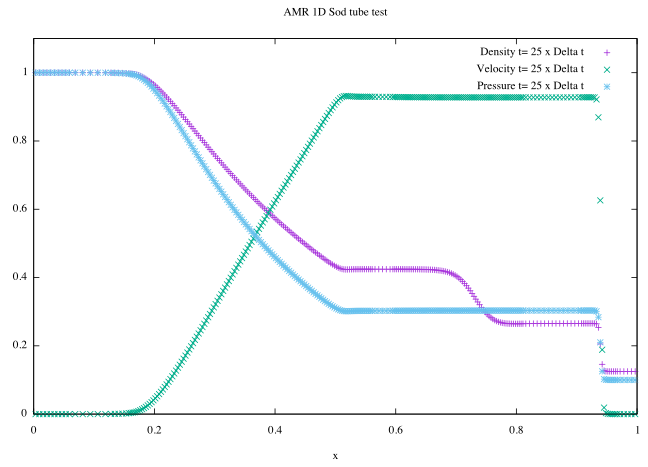 AMR 1D Sod tube test
Density t= 25 x Delta t
Velocity t= 25 x Delta t
Pressure t= 25 x Delta t
1
0.8
0.6
0.4
0.2
0
0 0.2 0.4 0.6 0.8 1
x